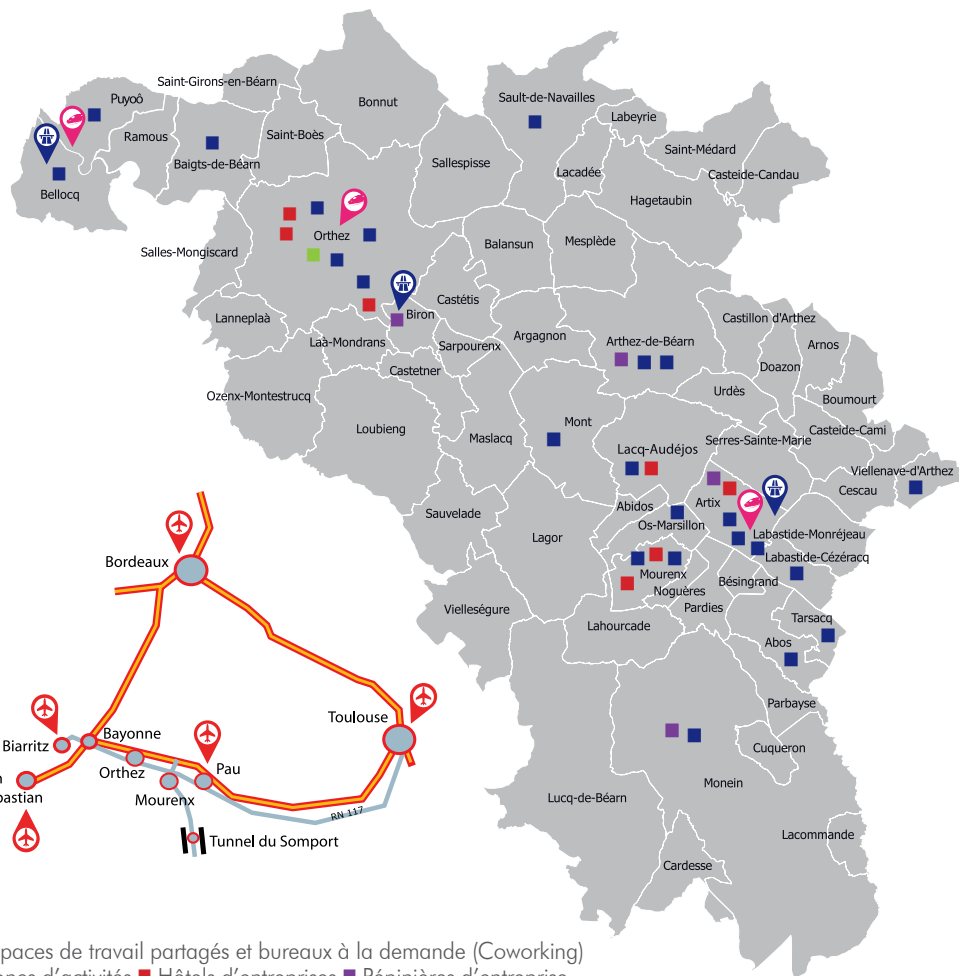 Saint-Girons-en-Béarn
Bonnut
Sault-de-Navailles
Puyoô
Labeyrie
Ramous
Saint-Boès
Baigts-de-Béarn
Sallespisse
Saint-Médard
Lacadée
Casteide-Candau
Bellocq
Hagetaubin
Orthez
Balansun
Mesplède
Salles-Mongiscard
Castétis
Biron
Lanneplaà
Castillon d'Arthez
Argagnon
Laà-Mondrans
Sarpourenx
Arthez-de-Béarn
Arnos
Doazon
Castetner
Urdès
Ozenx-Montestrucq
Boumourt
Mont
Loubieng
Maslacq
Casteide-Cami
Serres-Sainte-Marie
Lacq-Audéjos
Viellenave-d'Arthez
Cescau
Artix
Abidos
Sauvelade
Os-Marsillon
Labastide-Monréjeau
Lagor
Labastide-Cézéracq
Mourenx
Bésingrand
Noguères
Vielleségure
Pardies
Tarsacq
Lahourcade
Abos
Parbayse
Cuqueron
Monein
Lucq-de-Béarn
Lacommande
Cardesse
Bordeaux
Toulouse
Biarritz
Bayonne
Orthez
Pau
Mourenx
RN 117
Tunnel du Somport
paces de travail partagés et bureaux à la demande (Coworking)
d'activités Hôtels d'entreprises Pépinières d'entreprise